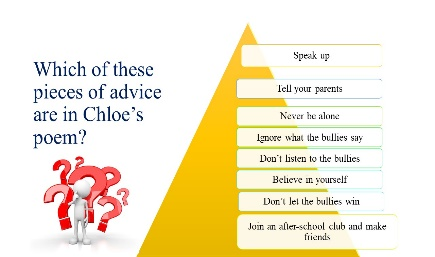 Which of these
pieces of advice
are in Chloe's
poem?
Speak up
Tell your parents
Never be alone
Ignore what the bullies say
Don't listen to the bullies
Believe in yourself
Don't let the bullies win
Join an after-school club and make
friends